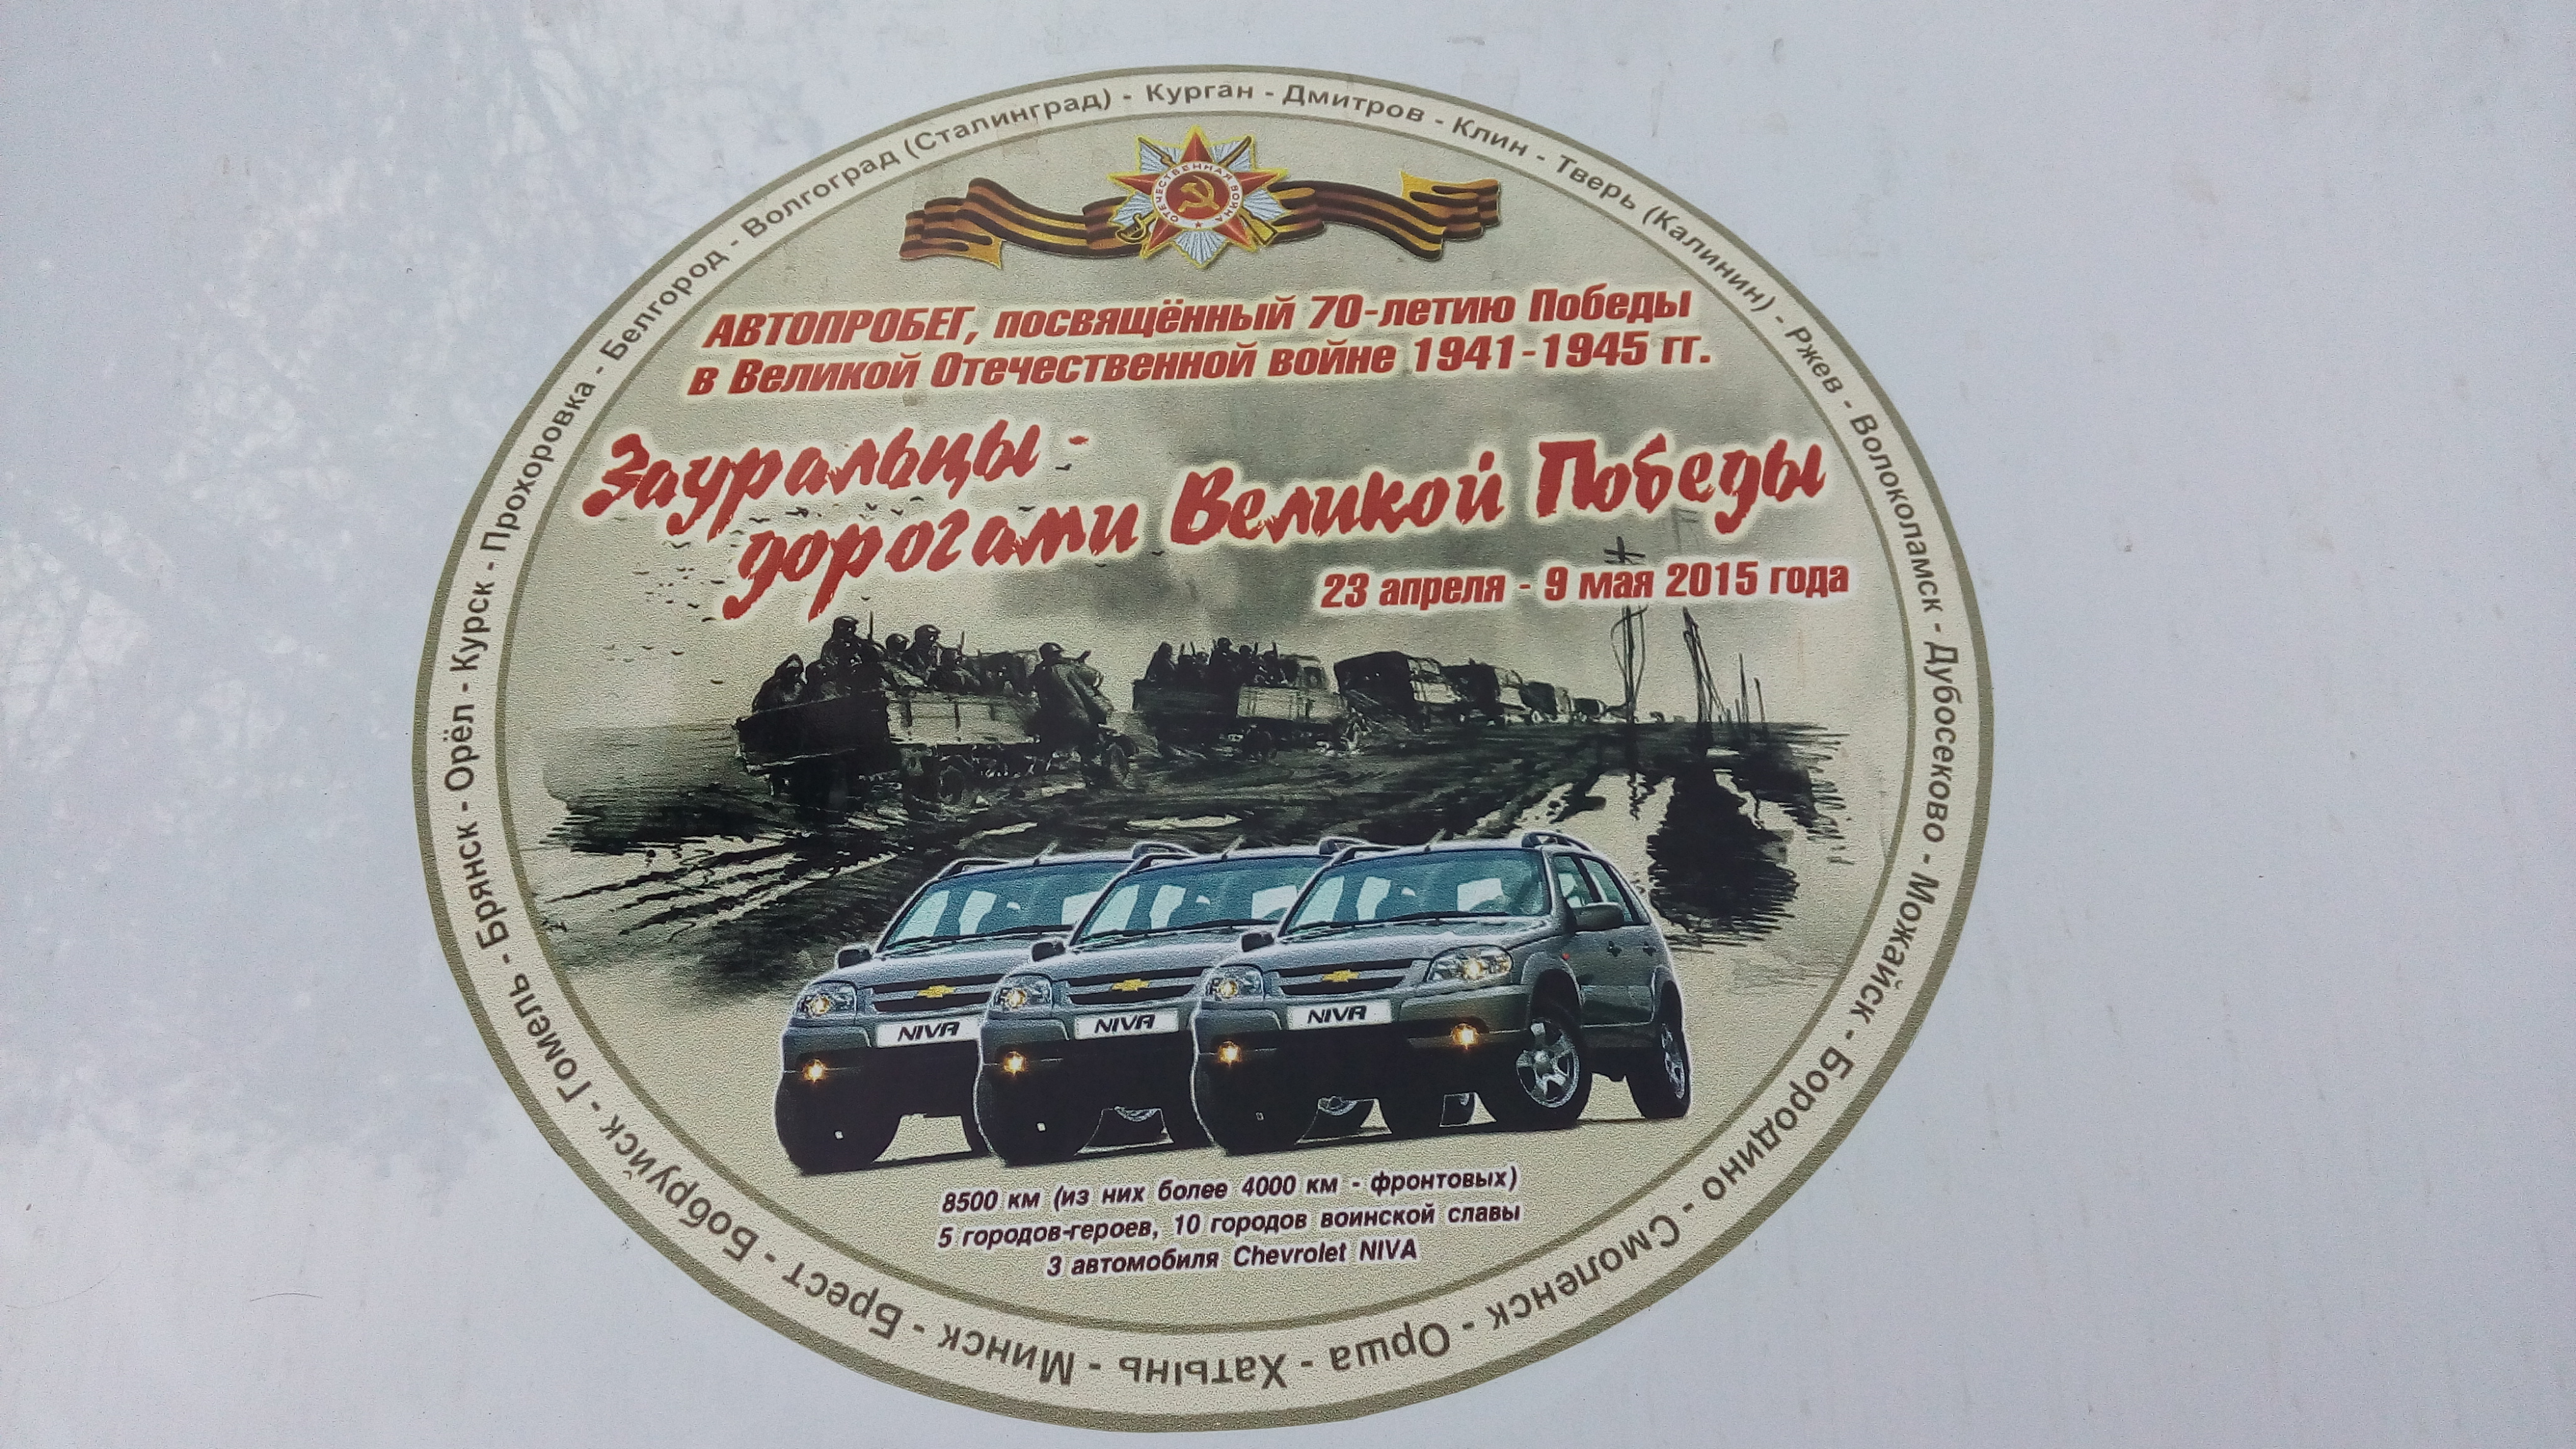 Курган - Дмитров - Клин - Тверь (Калинин) - Ржев - Волоколамск - Дубосеково - Можайск - Бородино - Смоленск - Орша - Хатынь - Минск - Брест - Бобруйск - Гомель - Брянск - Орёл - Курск - Прохоровка - Белгород - Волгоград (Сталинград) -
ОТЕЧЕСТВЕННАЯ ВОЙНА
АВТОПРОБЕГ, посвящённый 70-летию Победы
в Великой Отечественной войне 1941-1945 гг.
Зауральцы -
дорогами Великой Победы
23 апреля - 9 мая 2015 года
NIVA NIVA NIVA
8500 км (из них более 4000 км - фронтовых)
5 городов-героев, 10 городов воинской славы
3 автомобиля Chevrolet NIVA